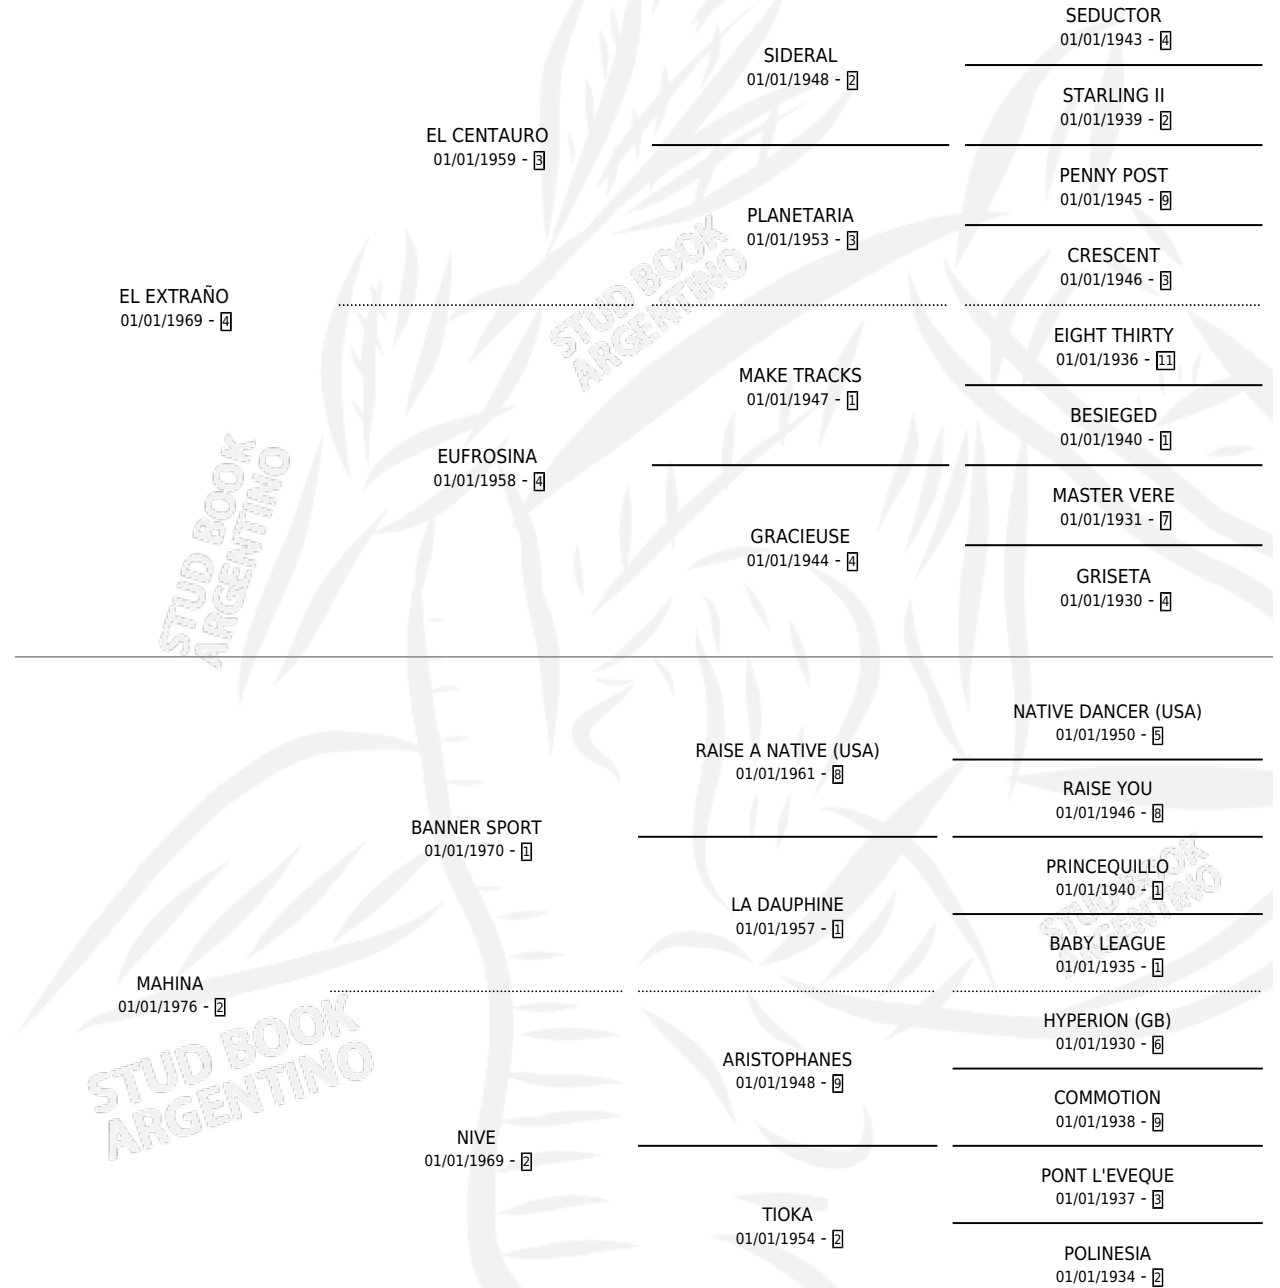 SEDUCTOR
01/01/1943 - 4
SIDERAL
01/01/1948 - 2
STARLING II
01/01/1939 - 2
EL CENTAURO
01/01/1959 - 3
PENNY POST
01/01/1945 - 9
PLANETARIA
01/01/1953 - 3
CRESCENT
01/01/1946 - 3
EL EXTRAÑO
01/01/1969 - 4
EIGHT THIRTY
01/01/1936 - 11
MAKE TRACKS
01/01/1947 - 1
BESIEGED
01/01/1940 - 1
EUFROSINA
01/01/1958 - 4
MASTER VERE
01/01/1931 - 7
GRACIEUSE
01/01/1944 - 4
GRISETA
01/01/1930 - 4
STUD BOOK
ARGENTINO
STUD BOOK
ARGENTINO
NATIVE DANCER (USA)
01/01/1950 - 5
RAISE A NATIVE (USA)
01/01/1961 - 8
RAISE YOU
01/01/1946 - 8
BANNER SPORT
01/01/1970 - 1
PRINCEQUILLO
01/01/1940 - 1
LA DAUPHINE
01/01/1957 - 1
BABY LEAGUE
01/01/1935 - 1
STUD BOOK
ARGENTINO
MAHINA
01/01/1976 - 2
HYPERION (GB)
01/01/1930 - 6
ARISTOPHANES
01/01/1948 - 9
COMMOTION
01/01/1938 - 9
STUD BOOK
ARGENTINO
NIVE
01/01/1969 - 2
PONT L'EVEQUE
01/01/1937 - 3
TIOKA
01/01/1954 - 2
POLINESIA
01/01/1934 - 2